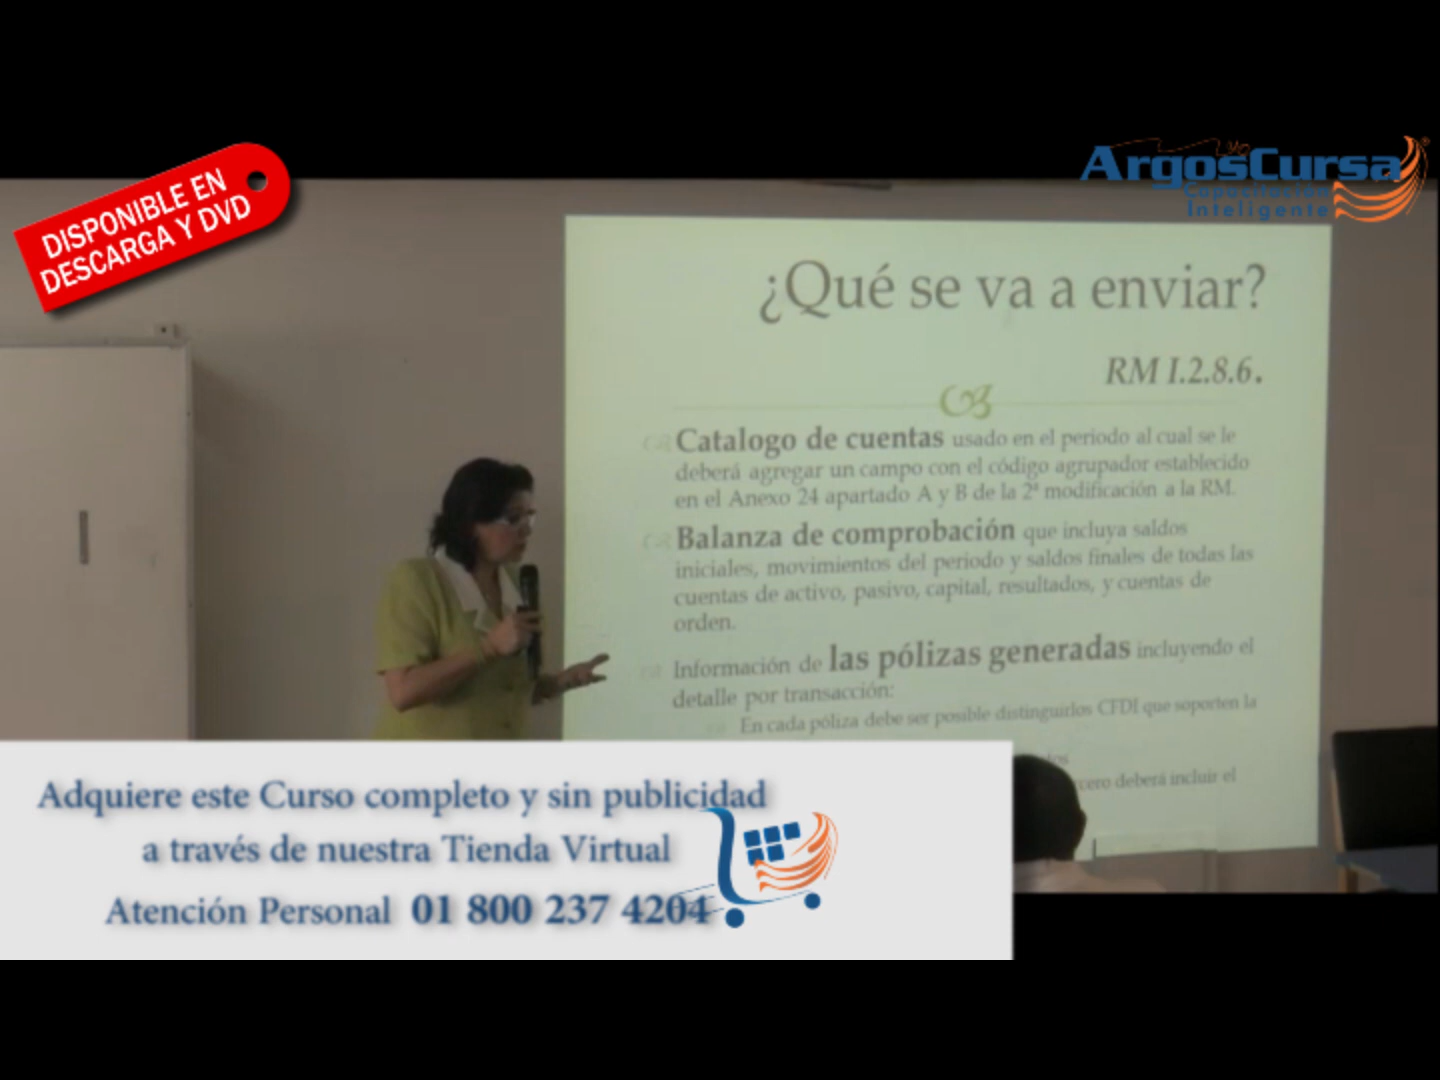 DISPONIBLE EN
DESCARGA Y DVD
ArgosCursa
Capacitación
Inteligente
¿Qué se va a enviar?
RM I.2.8.6.
Catalogo de cuentas usado en el periodo al cual se le
deberá agregar un campo con el código agrupador establecido
en el Anexo 24 apartado A y B de la 2ª modificación a la RM.
Balanza de comprobación que incluya saldos
iniciales, movimientos del periodo y saldos finales de todas las
cuentas de activo, pasivo, capital, resultados, y cuentas de
orden.
Información de las pólizas generadas incluyendo el
detalle por transacción:
En cada póliza debe ser posible distinguirlos CFDI que soporten la
cero deberá incluir el
Adquiere este Curso completo y sin publicidad
a través de nuestra Tienda Virtual
Atención Personal 01 800 237 4204